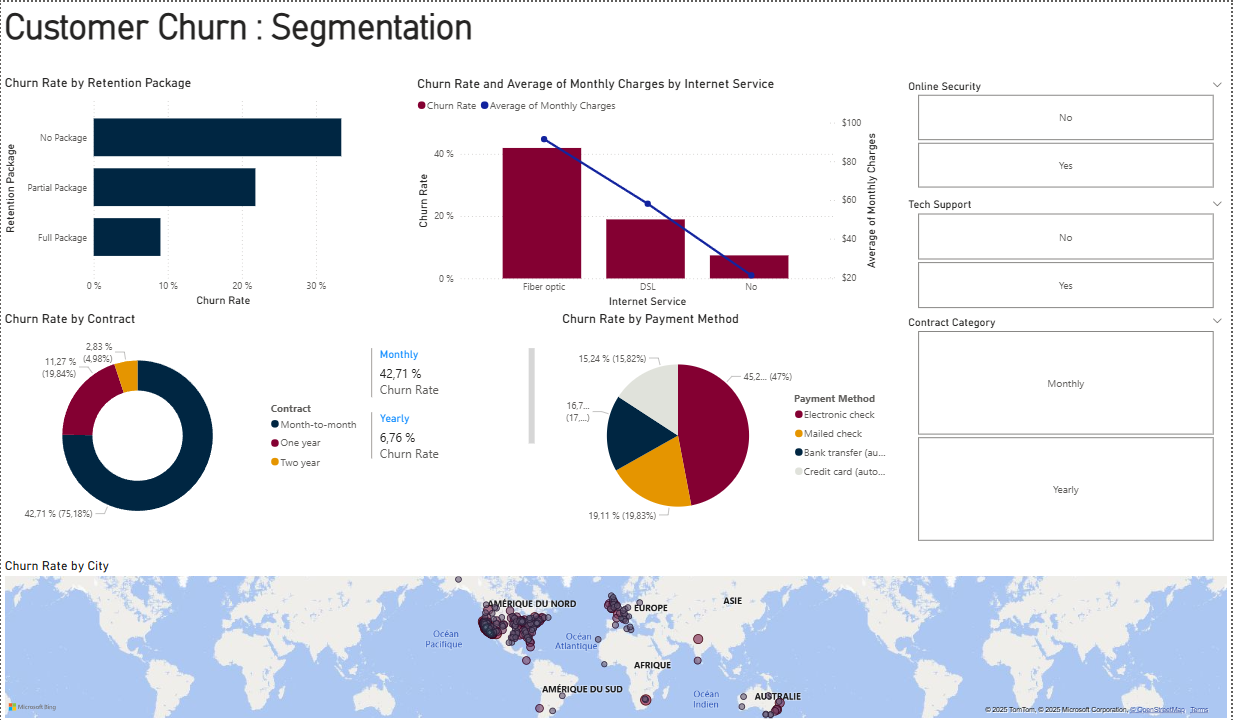 Customer Churn : Segmentation
Churn Rate by Retention Package
Retention Package
No Package
Partial Package
Full Package
0 %
10 %
20 %
30 %
Churn Rate
Churn Rate and Average of Monthly Charges by Internet Service
Churn Rate
Average of Monthly Charges
Churn Rate
40 %
20 %
0 %
$100
$80
$60
$40
$20
Average of Monthly Charges
Fiber optic
DSL
No
Internet Service
Online Security
No
Yes
Tech Support
No
Yes
Contract Category
Monthly
Yearly
Churn Rate by Contract
2,83 %
(4,98%)
11,27 %
(19,84%)
42,71 % (75,18%)
Contract
Month-to-month
One year
Two year
Monthly
42,71 %
Churn Rate
Yearly
6,76 %
Churn Rate
Churn Rate by Payment Method
15,24 % (15,82%)
45,2... (47%)
16,7...
(17,...)
19,11 % (19,83%)
Payment Method
Electronic check
Mailed check
Bank transfer (au...
Credit card (auto...
Churn Rate by City
AMÉRIQUE DU NORD
EUROPE
ASIE
Océan
Pacifique
Océan
Atlantique
AFRIQUE
AMÉRIQUE DU SUD
Océan
Indien
AUSTRALIE
Microsoft Bing
© 2025 TomTom, © 2025 Microsoft Corporation, © OpenStreetMap Terms